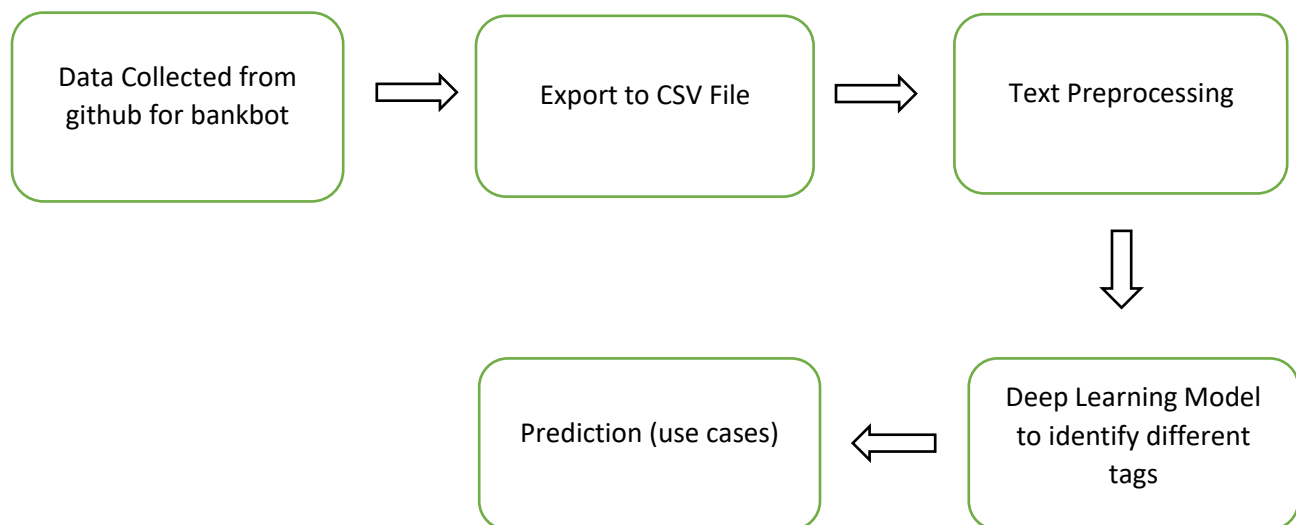 Data Collected from
github for bankbot
Export to CSV File
Text Preprocessing
Deep Learning Model
to identify different
tags
Prediction (use cases)